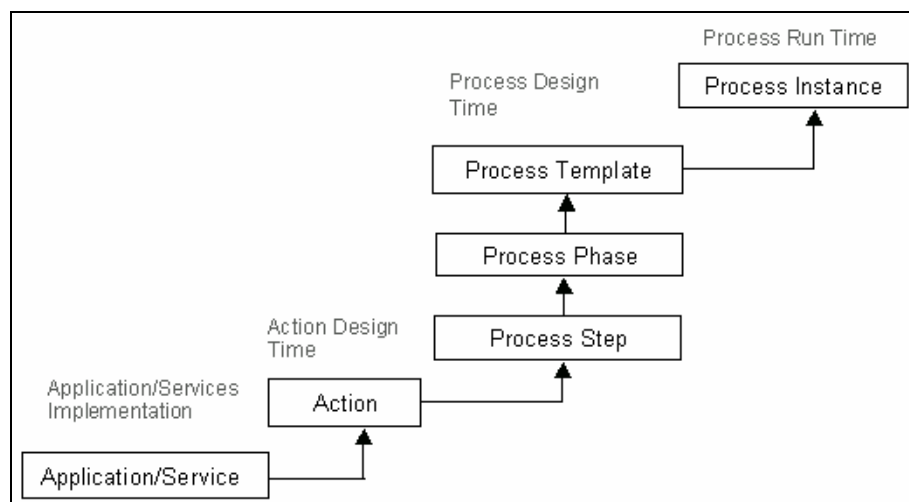 Process Run Time
Process Instance
Process Design
Time
Process Template
Process Phase
Action Design
Time
Process Step
Application/Services
Implementation
Action
Application/Service